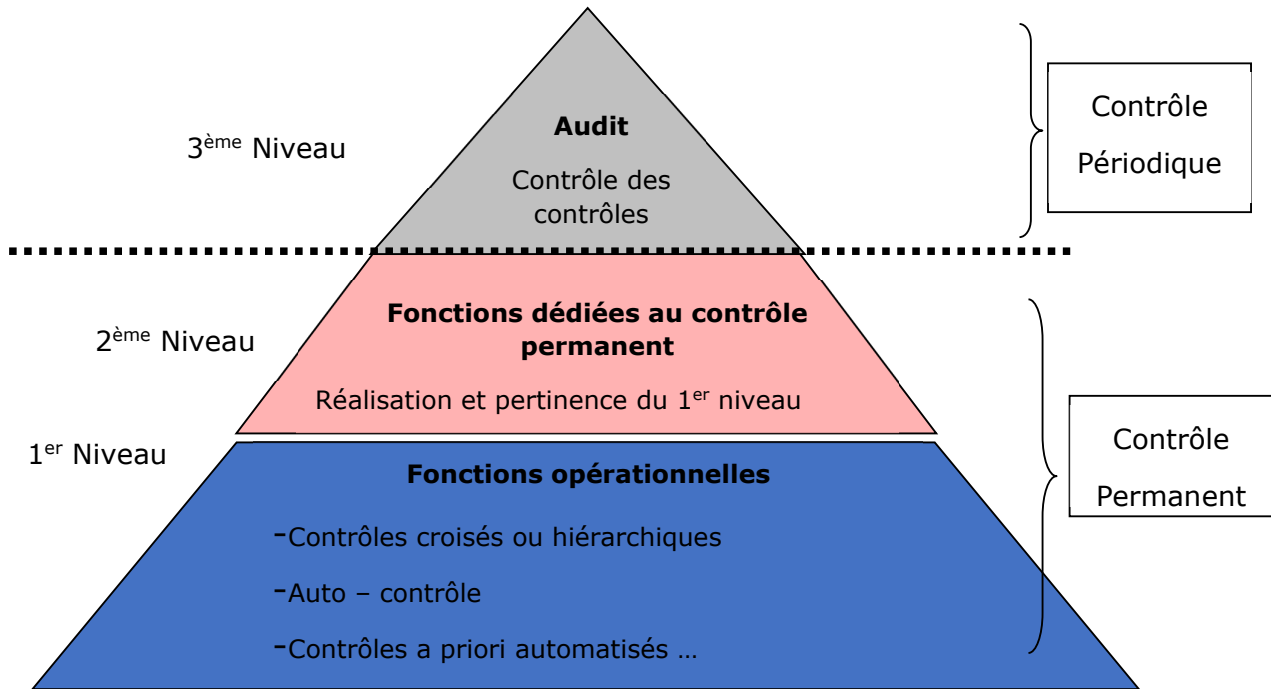 3ème Niveau
Audit
Contrôle des
contrôles
Contrôle
Périodique
2ème Niveau
Fonctions dédiées au contrôle
permanent
Réalisation et pertinence du 1er niveau
1er Niveau
Fonctions opérationnelles
-Contrôles croisés ou hiérarchiques
-Auto – contrôle
-Contrôles a priori automatisés ...
Contrôle
Permanent